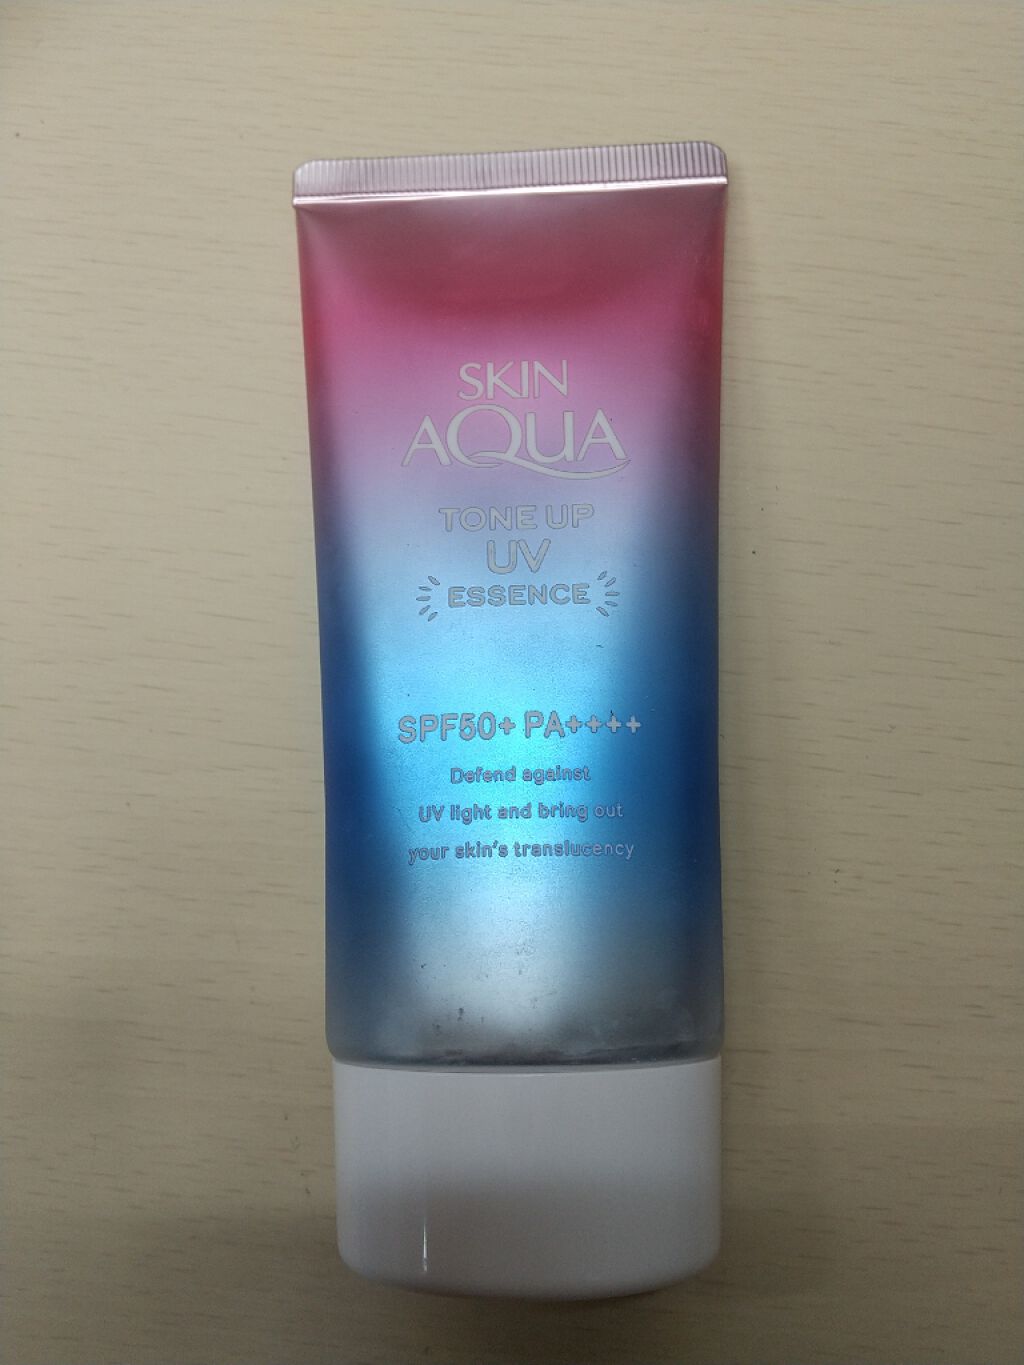 SKIN
AQUA
TONE UP
UV
ESSENCE
SPF50+ PA++++
Defend against
UV light and bring out
your skin's translucency